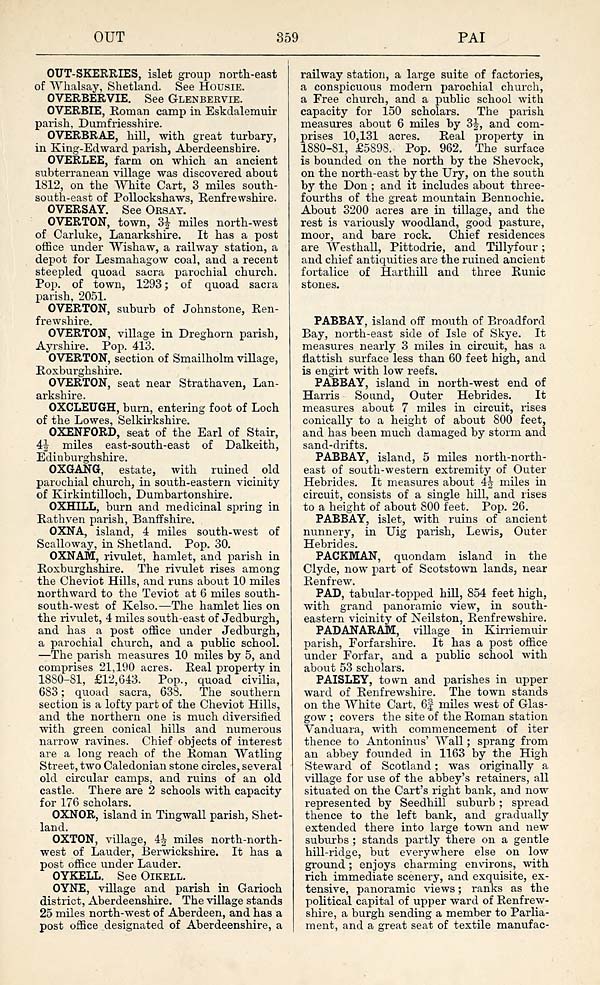 OUT 359 PAI
OUT-SKERRIES, islet group north-east
of Whalsay, Shetland. See HOUSIE.
OVERBERVIE. See GLENBERVIE.
OVERBIE, Roman camp in Eskdalemuir
parish, Dumfriesshire.
OVERBRAE, hill, with great turbary,
in King-Edward parish, Aberdeenshire.
OVERLEE, farm on which an ancient
subterranean village was discovered about
1812, on the White Cart, 3 miles south-
south-east of Pollockshaws, Renfrewshire.
OVERSAY. See ORSAY.
OVERTON, town, 3½ miles north-west
of Carluke, Lanarkshire. It has a post
office under Wishaw, a railway station, a
depot for Lesmahagow coal, and a recent
steepled quoad sacra parochial church.
Pop. of town, 1293; of quoad sacra
parish, 2051.
OVERTON, suburb of Johnstone, Ren-
frewshire.
OVERTON, village in Dreghorn parish,
Ayrshire. Pop. 413.
OVERTON, section of Smailholm village,
Roxburghshire.
OVERTON, seat near Strathaven, Lan-
arkshire.
OXCLEUGH, burn, entering foot of Loch
of the Lowes, Selkirkshire.
OXENFORD, seat of the Earl of Stair,
4½ miles east-south-east of Dalkeith,
Edinburghshire.
OXGANG, estate, with ruined old
parochial church, in south-eastern vicinity
of Kirkintilloch, Dumbartonshire.
OXHILL, burn and medicinal spring in
Rathven parish, Banffshire.
OXNA, island, 4 miles south-west of
Scalloway, in Shetland. Pop. 30.
OXNAM, rivulet, hamlet, and parish in
Roxburghshire. The rivulet rises among
the Cheviot Hills, and runs about 10 miles
northward to the Teviot at 6 miles south-
south-west of Kelso.—The hamlet lies on
the rivulet, 4 miles south-east of Jedburgh,
and has a post office under Jedburgh,
a parochial church, and a public school.
—The parish measures 10 miles by 5, and
comprises 21,190 acres. Real property in
1880-81, £12,643. Pop., quoad civilia,
683; quoad sacra, 638. The southern
section is a lofty part of the Cheviot Hills,
and the northern one is much diversified
with green conical hills and numerous
narrow ravines. Chief objects of interest
are a long reach of the Roman Watling
Street, two Caledonian stone circles, several
old circular camps, and ruins of an old
castle. There are 2 schools with capacity
for 176 scholars.
OXNOR, island in Tingwall parish, Shet-
land.
OXTON, village, 4½ miles north-north-
west of Lauder, Berwickshire. It has a
post office under Lauder.
OYKELL. See OIKELL.
OYNE, village and parish in Garioch
district, Aberdeenshire. The village stands
25 miles north-west of Aberdeen, and has a
post office designated of Aberdeenshire, a
railway station, a large suite of factories,
a conspicuous modern parochial church,
a Free church, and a public school with
capacity for 150 scholars. The parish
measures about 6 miles by 3½, and com-
prises 10,131 acres. Real property in
1880-81, £5898. Pop. 962. The surface
is bounded on the north by the Shevock,
on the north-east by the Ury, on the south
by the Don; and it includes about three-
fourths of the great mountain Bennochie.
About 3200 acres are in tillage, and the
rest is variously woodland, good pasture,
moor, and bare rock. Chief residences
are Westhall, Pittodrie, and Tillyfour;
and chief antiquities are the ruined ancient
fortalice of Harthill and three Runic
stones.
PABBAY, island off mouth of Broadford
Bay, north-east side of Isle of Skye. It
measures nearly 3 miles in circuit, has a
flattish surface less than 60 feet high, and
is engirt with low reefs.
PABBAY, island in north-west end of
Harris Sound, Outer Hebrides. It
measures about 7 miles in circuit, rises
conically to a height of about 800 feet,
and has been much damaged by storm and
sand-drifts.
PABBAY, island, 5 miles north-north-
east of south-western extremity of Outer
Hebrides. It measures about 4½ miles in
circuit, consists of a single hill, and rises
to a height of about 800 feet. Pop. 26.
PABBAY, islet, with ruins of ancient
nunnery, in Uig parish, Lewis, Outer
Hebrides.
PACKMAN, quondam island in the
Clyde, now part of Scotstown lands, near
Renfrew.
PAD, tabular-topped hill, 854 feet high,
with grand panoramic view, in south-
eastern vicinity of Neilston, Renfrewshire.
PADANARAM, village in Kirriemuir
parish, Forfarshire. It has a post office
under Forfar, and a public school with
about 53 scholars.
PAISLEY, town and parishes in upper
ward of Renfrewshire. The town stands
on the White Cart, 6¾ miles west of Glas-
gow; covers the site of the Roman station
Vanduara, with commencement of iter
thence to Antoninus' Wall; sprang from
an abbey founded in 1163 by the High
Steward of Scotland; was originally a
village for use of the abbey's retainers, all
situated on the Cart's right bank, and now
represented by Seedhill suburb; spread
thence to the left bank, and gradually
extended there into large town and new
suburbs; stands partly there on a gentle
hill-ridge, but everywhere else on low
ground; enjoys charming environs, with
rich immediate scenery, and exquisite, ex-
tensive, panoramic views; ranks as the
political capital of upper ward of Renfrew-
shire, a burgh sending a member to Parlia-
ment, and a great seat of textile manufac-